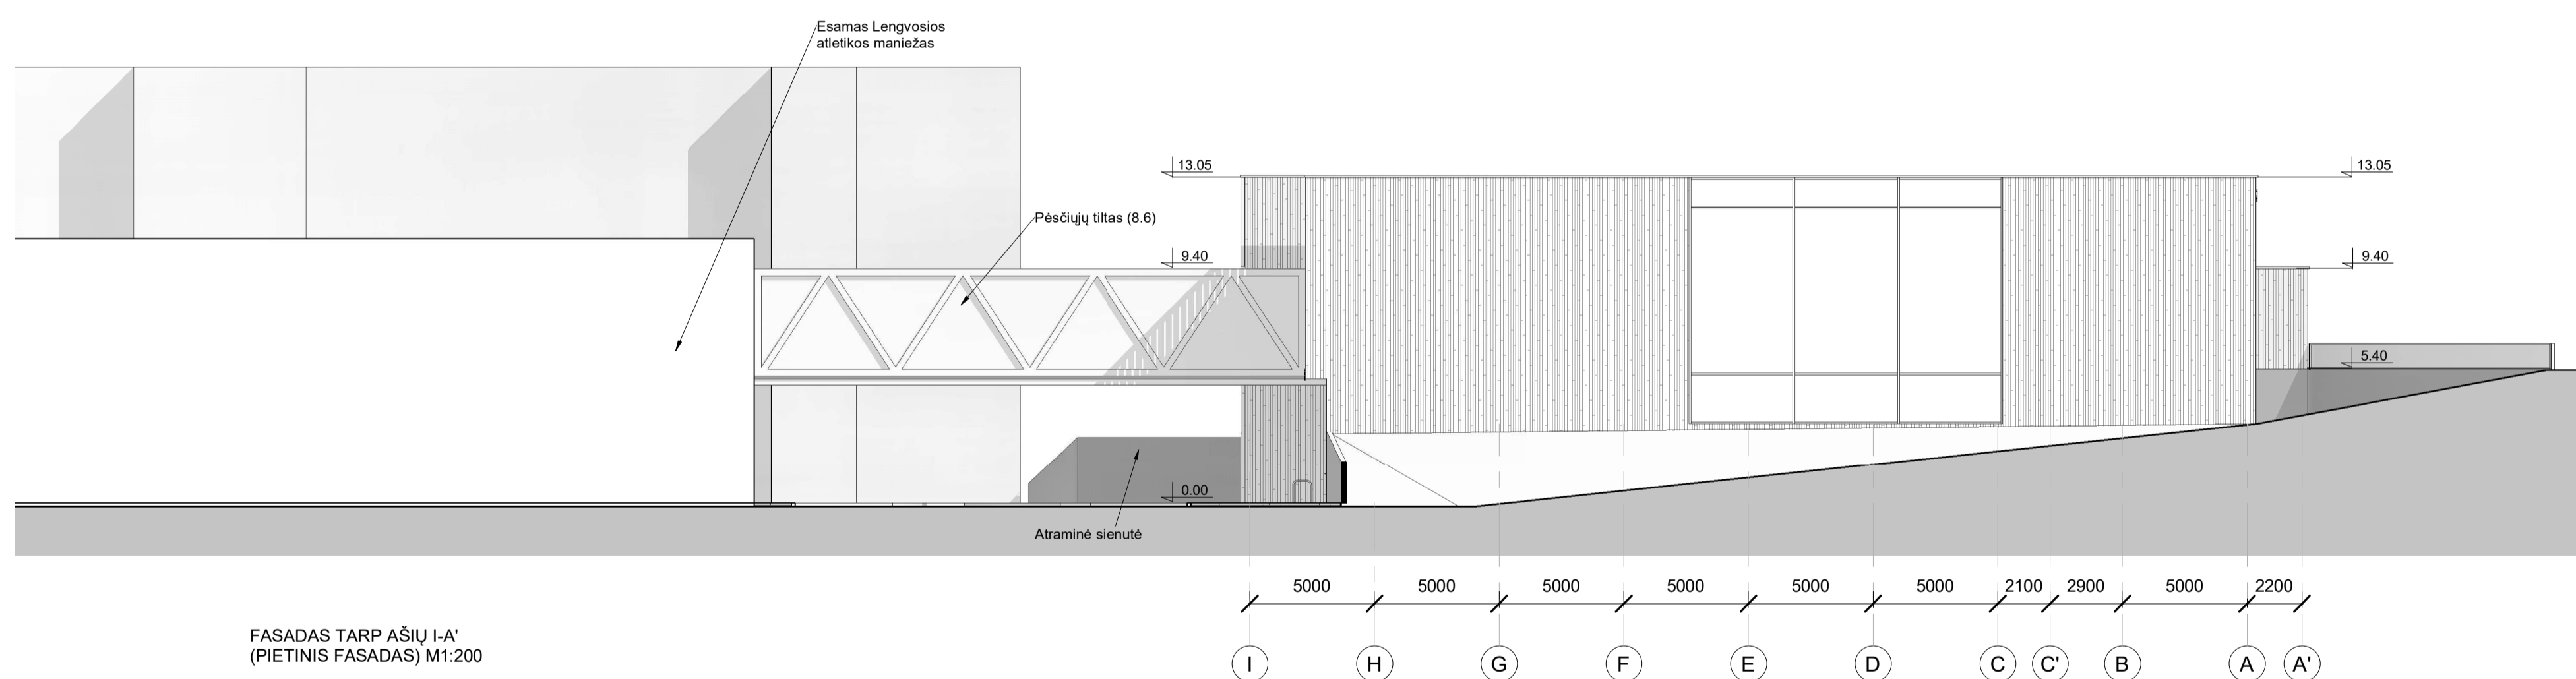 Esamas Lengvosios
atletikos maniežas
13.05
13.05
Pėsčiųjų tiltas (8.6)
9.40
9.40
5.40
0.00
Atraminė sienutė
5000 5000 5000 5000 5000 5000 2100 2900 5000 2200
FASADAS TARP AŠIŲ I-A'
(PIETINIS FASADAS) M1:200
I H G F E D C C' B A A'